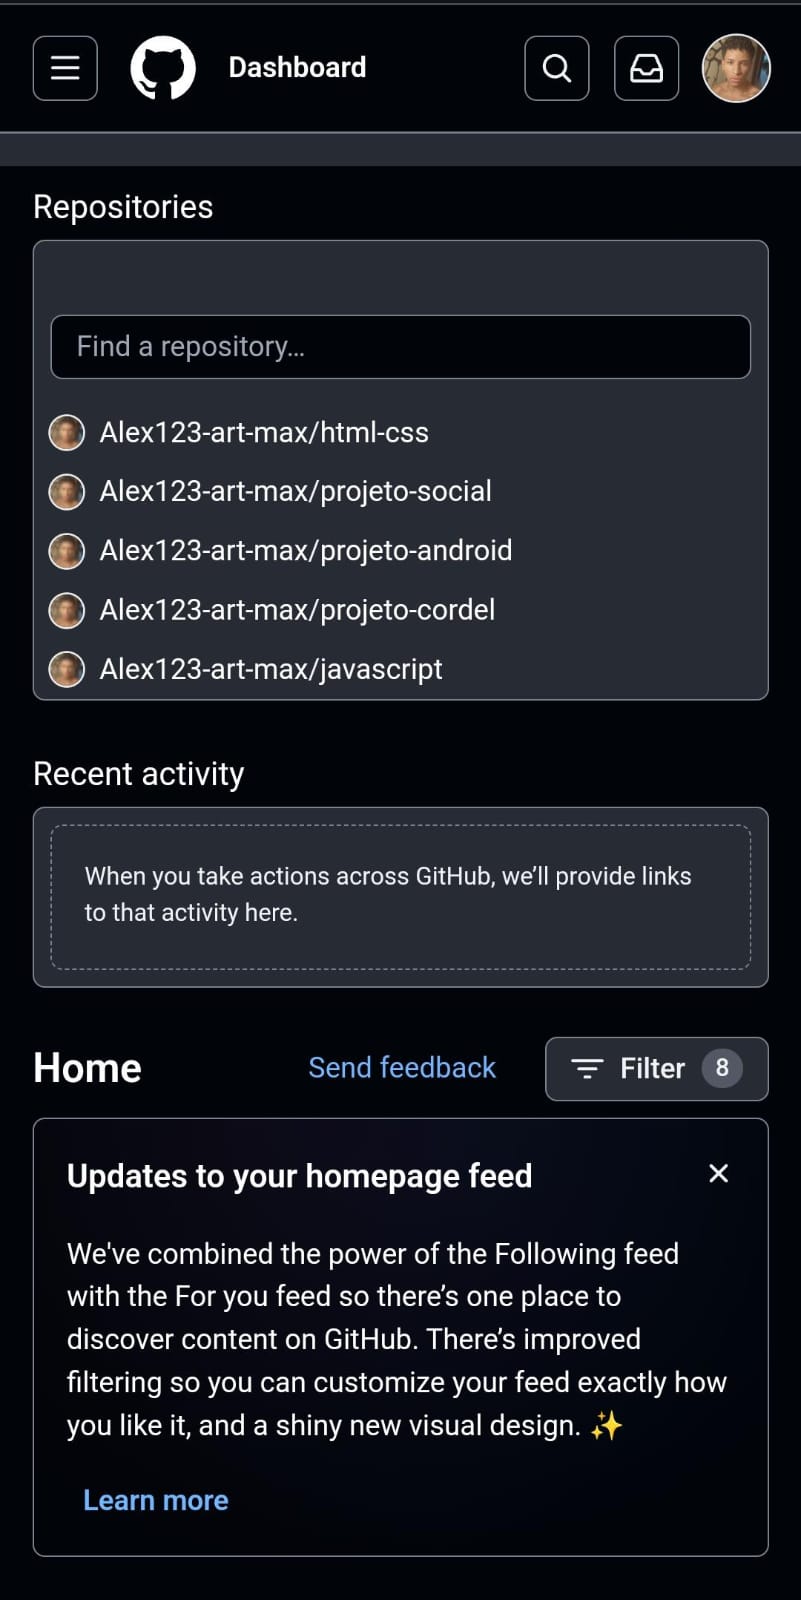 Dashboard
Repositories
Find a repository...
Alex123-art-max/html-css
Alex123-art-max/projeto-social
Alex123-art-max/projeto-android
Alex123-art-max/projeto-cordel
Alex123-art-max/javascript
Recent activity
When you take actions across GitHub, we’ll provide links
to that activity here.
Home
Send feedback
Filter 8
Updates to your homepage feed
We've combined the power of the Following feed
with the For you feed so there’s one place to
discover content on GitHub. There’s improved
filtering so you can customize your feed exactly how
you like it, and a shiny new visual design. ✨
Learn more